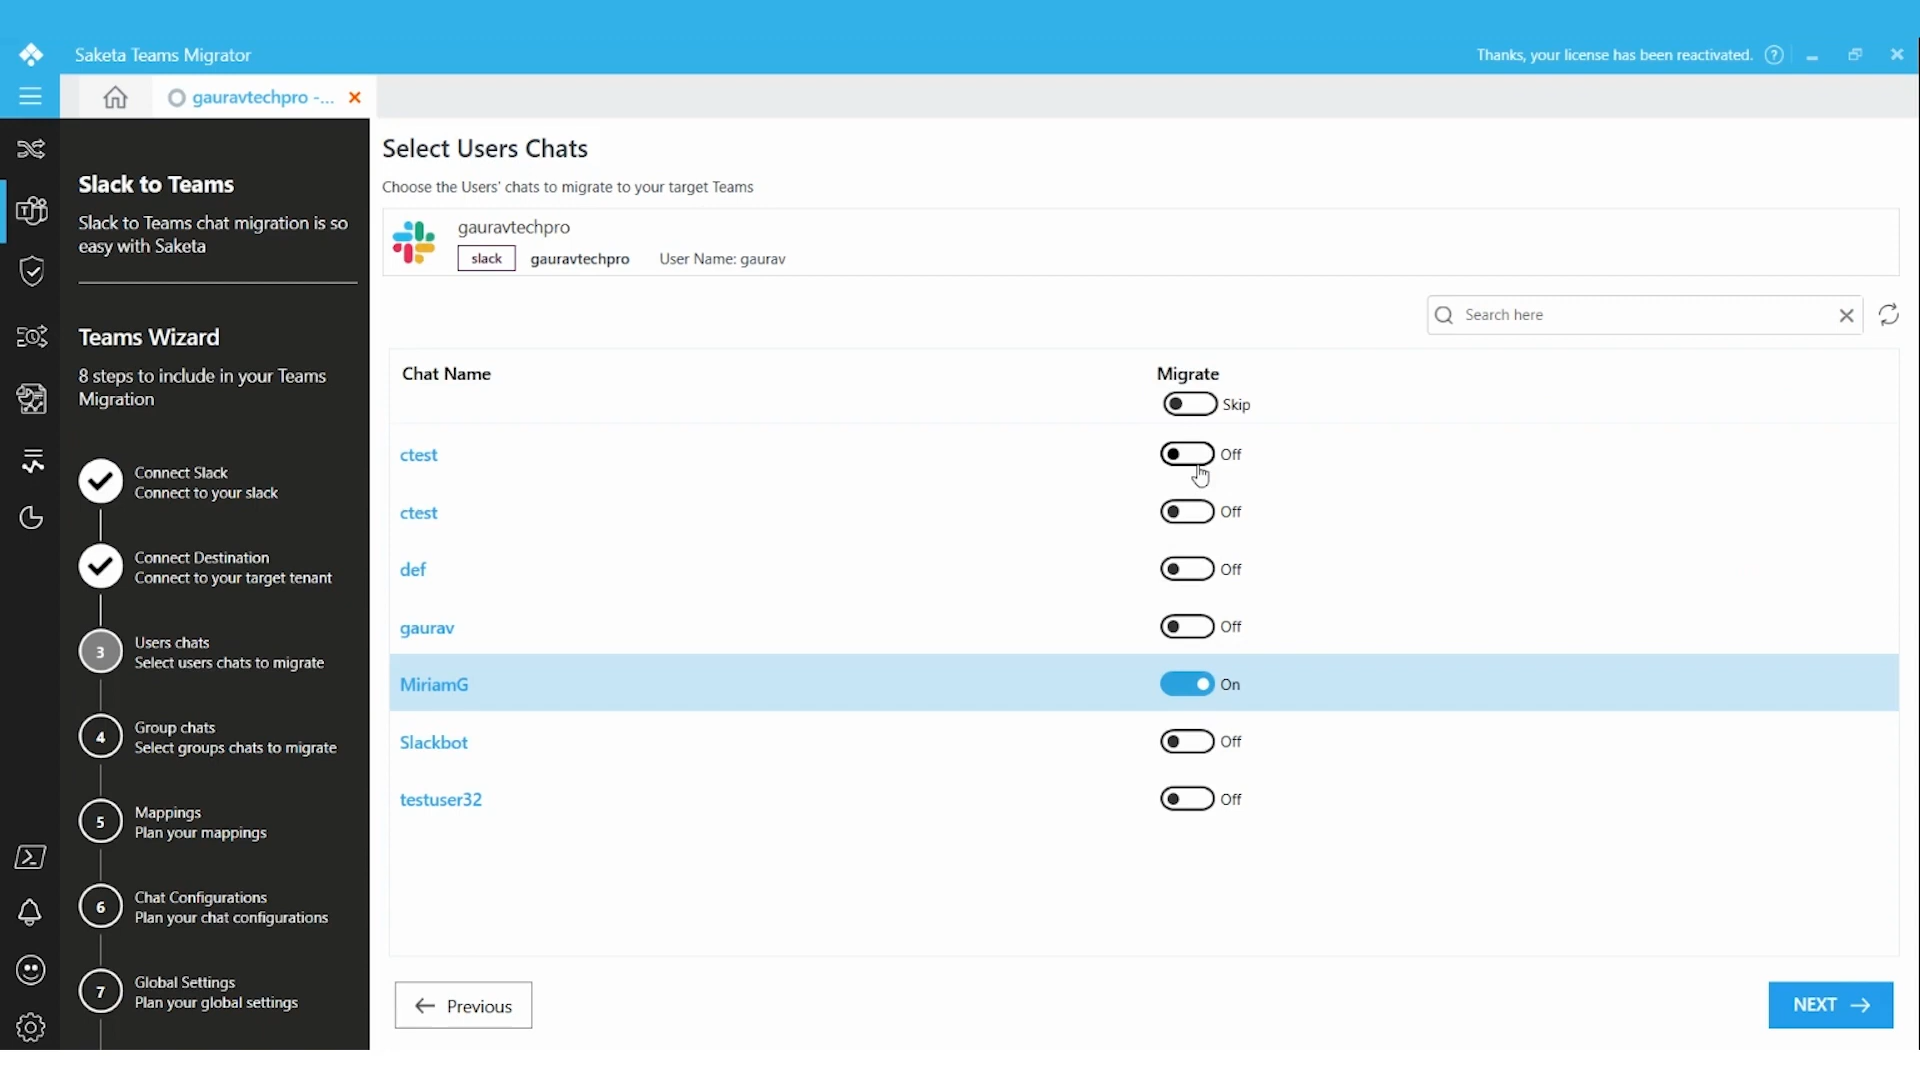 Saketa Teams Migrator
Thanks, your license has been reactivated.
gauravtechpro -...
Slack to Teams
Slack to Teams chat migration is so
easy with Saketa
Teams Wizard
8 steps to include in your Teams
Migration
Connect Slack
Connect to your slack
Connect Destination
Connect to your target tenant
3
Users chats
Select users chats to migrate
4
Group chats
Select groups chats to migrate
5
Mappings
Plan your mappings
6
Chat Configurations
Plan your chat configurations
7
Global Settings
Plan your global settings
Select Users Chats
Choose the Users' chats to migrate to your target Teams
gauravtechpro
slack gauravtechpro User Name: gaurav
Search here
Chat Name Migrate
Skip
ctest Off
ctest Off
def Off
gaurav Off
MiriamG On
Slackbot Off
testuser32 Off
Previous
NEXT